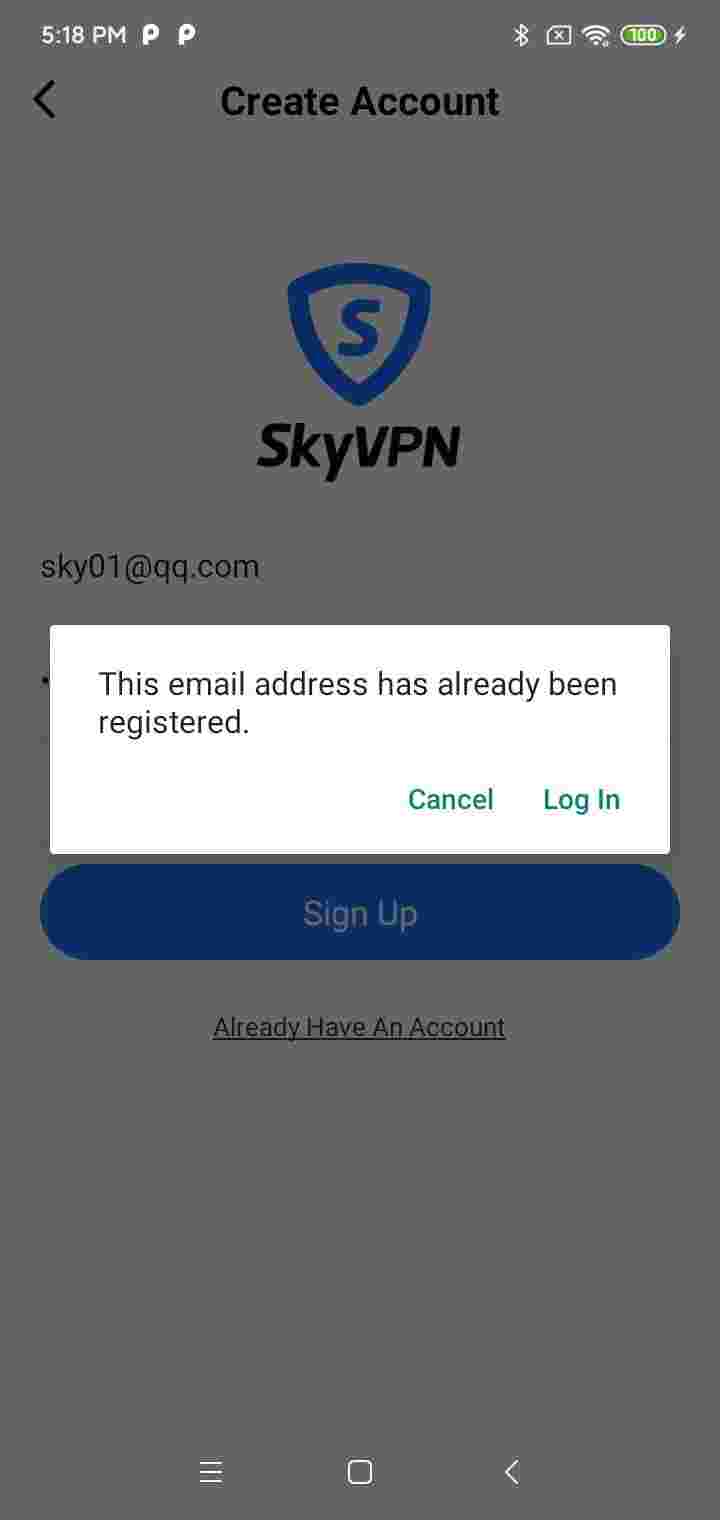 5:18 PM
100
Create Account
S
SkyVPN
sky01@qq.com
This email address has already been
registered.
Cancel Log In
Sign Up
Already Have An Account